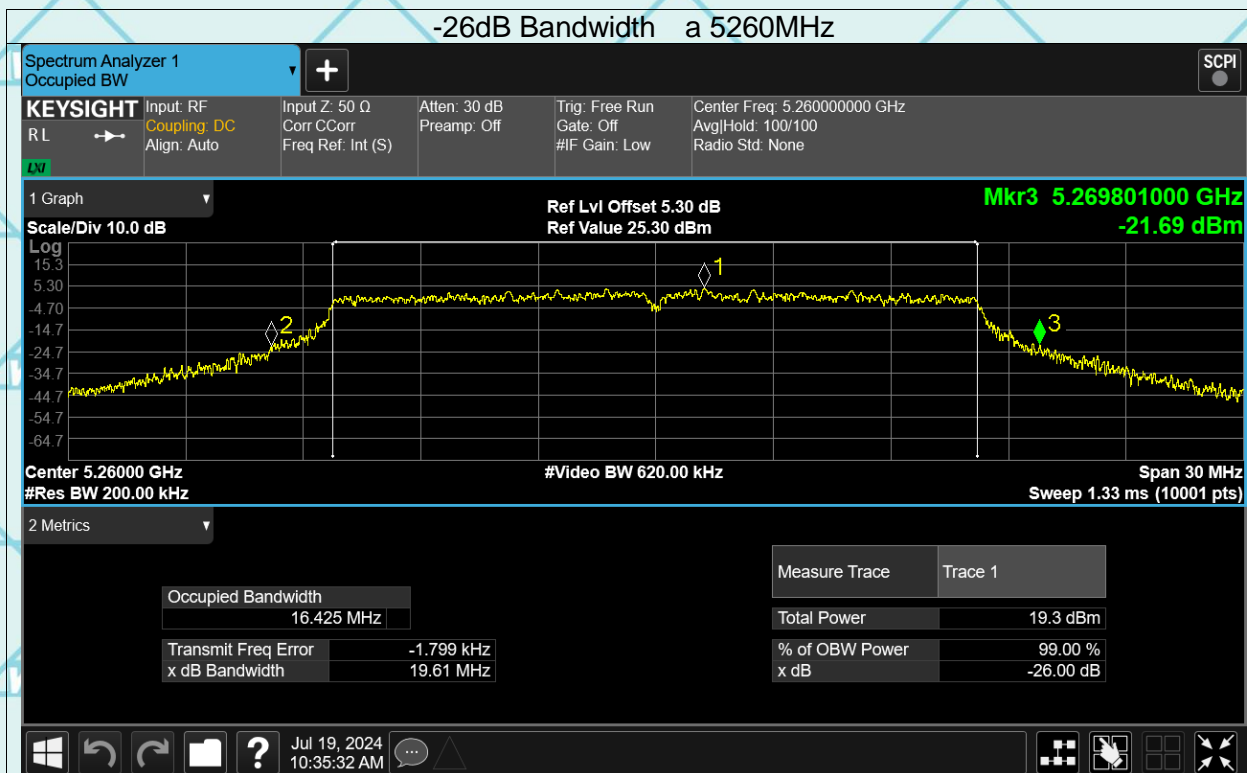 -26dB Bandwidth a 5260MHz
Spectrum Analyzer 1
Occupied BW
SCPI
KEYSIGHT
RL
LXI
Input: RF
Coupling: DC
Align: Auto
Input Z: 50 Ω
Corr CCorr
Freq Ref: Int (S)
Atten: 30 dB
Preamp: Off
Trig: Free Run
Gate: Off
#IF Gain: Low
Center Freq: 5.260000000 GHz
Avg|Hold: 100/100
Radio Std: None
1 Graph
Scale/Div 10.0 dB
Ref Lvl Offset 5.30 dB
Ref Value 25.30 dBm
Mkr3 5.269801000 GHz
-21.69 dBm
Log
15.3
5.30
-4.70
-14.7
-24.7
-34.7
-44.7
-54.7
-64.7
1
2
3
Center 5.26000 GHz
#Res BW 200.00 kHz
#Video BW 620.00 kHz
Span 30 MHz
Sweep 1.33 ms (10001 pts)
2 Metrics
Occupied Bandwidth
16.425 MHz
Transmit Freq Error -1.799 kHz
x dB Bandwidth 19.61 MHz
Measure Trace Trace 1
Total Power 19.3 dBm
% of OBW Power 99.00 %
x dB -26.00 dB
?
Jul 19, 2024
10:35:32 AM